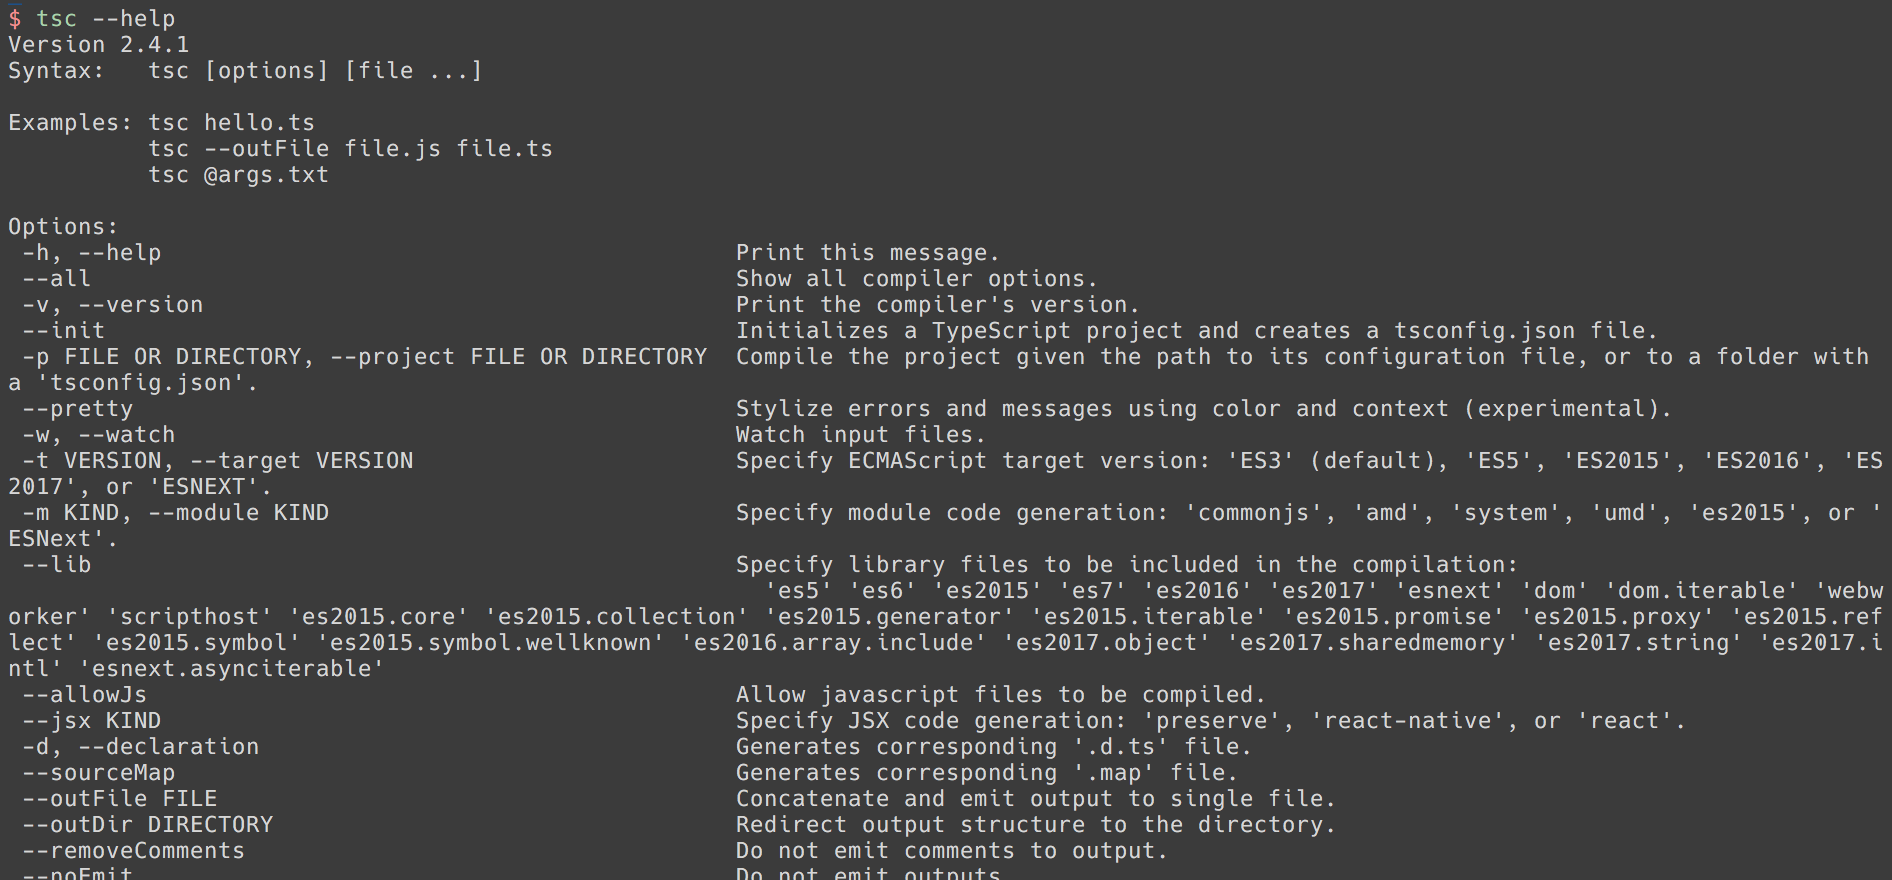 $ tsc --help
Version 2.4.1
Syntax:   tsc [options] [file ...]

Examples: tsc hello.ts
          tsc --outFile file.js file.ts
          tsc @args.txt

Options:
 -h, --help                                         Print this message.
 --all                                              Show all compiler options.
 -v, --version                                      Print the compiler's version.
 --init                                             Initializes a TypeScript project and creates a tsconfig.json file.
 -p FILE OR DIRECTORY, --project FILE OR DIRECTORY  Compile the project given the path to its configuration file, or to a folder with
a 'tsconfig.json'.
 --pretty                                           Stylize errors and messages using color and context (experimental).
 -w, --watch                                        Watch input files.
 -t VERSION, --target VERSION                       Specify ECMAScript target version: 'ES3' (default), 'ES5', 'ES2015', 'ES2016', 'ES
2017', or 'ESNEXT'.
 -m KIND, --module KIND                             Specify module code generation: 'commonjs', 'amd', 'system', 'umd', 'es2015', or '
ESNext'.
 --lib                                              Specify library files to be included in the compilation:
                                                      'es5' 'es6' 'es2015' 'es7' 'es2016' 'es2017' 'esnext' 'dom' 'dom.iterable' 'webw
orker' 'scripthost' 'es2015.core' 'es2015.collection' 'es2015.generator' 'es2015.iterable' 'es2015.promise' 'es2015.proxy' 'es2015.ref
lect' 'es2015.symbol' 'es2015.symbol.wellknown' 'es2016.array.include' 'es2017.object' 'es2017.sharedmemory' 'es2017.string' 'es2017.i
ntl' 'esnext.asynciterable'
 --allowJs                                          Allow javascript files to be compiled.
 --jsx KIND                                         Specify JSX code generation: 'preserve', 'react-native', or 'react'.
 -d, --declaration                                  Generates corresponding '.d.ts' file.
 --sourceMap                                        Generates corresponding '.map' file.
 --outFile FILE                                     Concatenate and emit output to single file.
 --outDir DIRECTORY                                 Redirect output structure to the directory.
 --removeComments                                   Do not emit comments to output.
 --noEmit                                           Do not emit outputs.